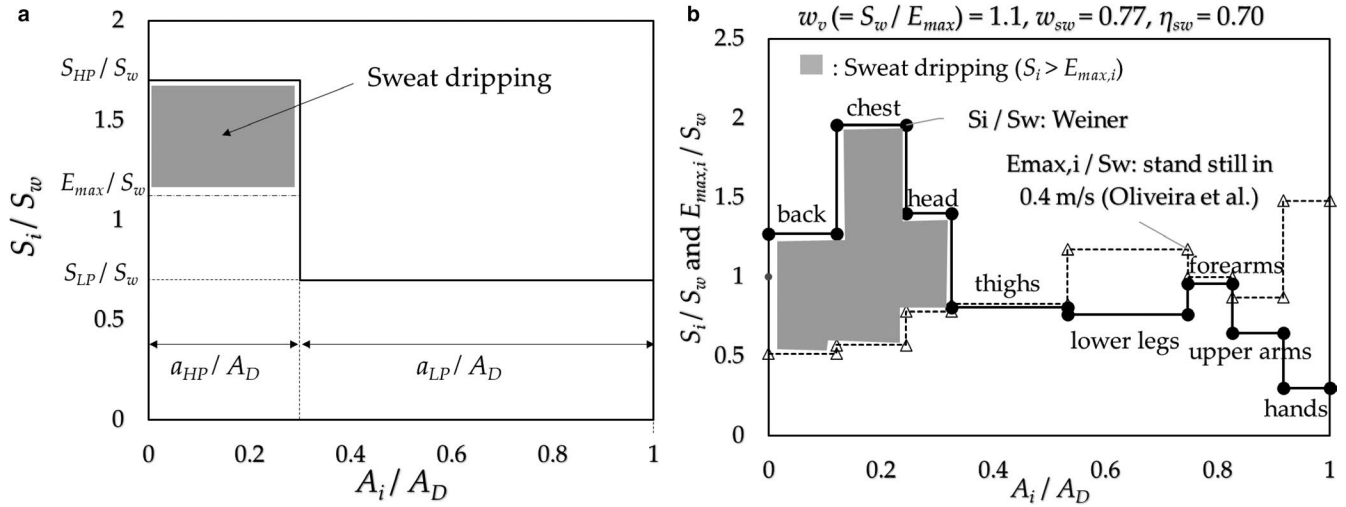 a
2
S_HP / S_w
Sweat dripping
1.5
E_max / S_w
1
S_LP / S_w
0.5
a_HP / A_D
a_LP / A_D
0
0
0.2
0.4
0.6
0.8
1
S_i / S_w
A_i / A_D
b
w_v (= S_w / E_max) = 1.1, w_sw = 0.77, η_sw = 0.70
2.5
: Sweat dripping (S_i > E_max,i)
chest
Si / Sw: Weiner
2
Emax,i / Sw: stand still in
0.4 m/s (Oliveira et al.)
1.5
head
back
forearms
1
thighs
lower legs
upper arms
0.5
hands
0
0
0.2
0.4
0.6
0.8
1
S_i / S_w and E_max,i / S_w
A_i / A_D